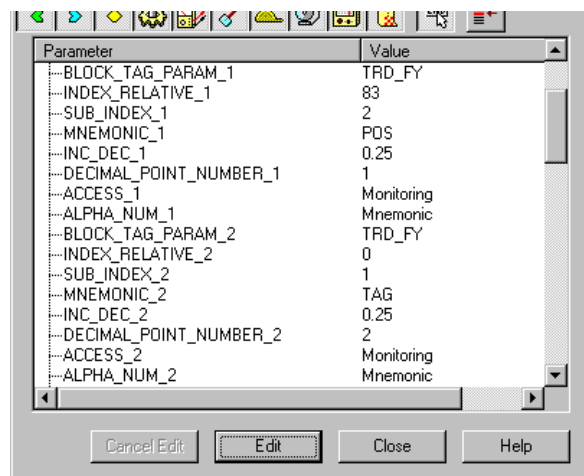 Parameter Value
BLOCK_TAG_PARAM_1 TRD_FY
INDEX_RELATIVE_1 83
SUB_INDEX_1 2
MNEMONIC_1 POS
INC_DEC_1 0.25
DECIMAL_POINT_NUMBER_1 1
ACCESS_1 Monitoring
ALPHA_NUM_1 Mnemonic
BLOCK_TAG_PARAM_2 TRD_FY
INDEX_RELATIVE_2 0
SUB_INDEX_2 1
MNEMONIC_2 TAG
INC_DEC_2 0.25
DECIMAL_POINT_NUMBER_2 2
ACCESS_2 Monitoring
ALPHA_NUM_2 Mnemonic
Cancel Edit Edit Close Help